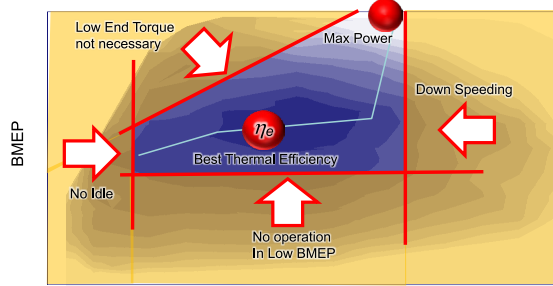 Low End Torque
not necessary
Max Power
Down Speeding
BMEP
ηe
Best Thermal Efficiency
No Idle
No operation
In Low BMEP